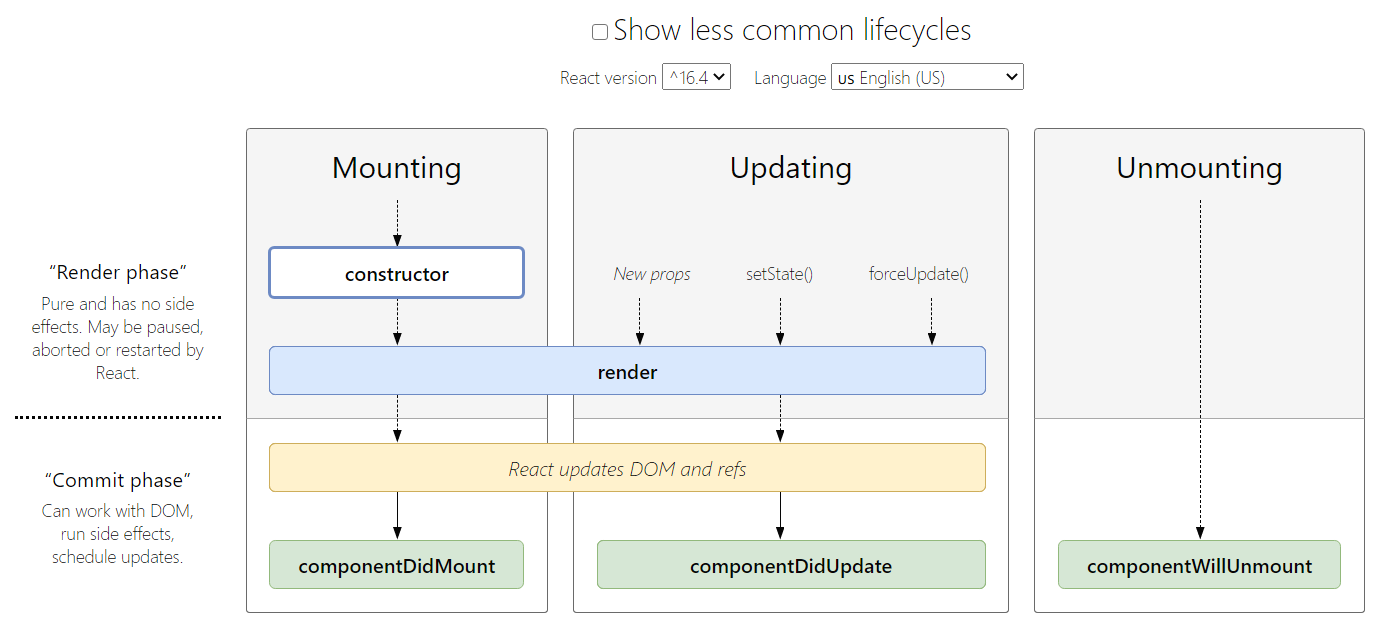 Show less common lifecycles
React version ^16.4 Language us English (US)
Mounting
Updating
Unmounting
“Render phase”
Pure and has no side
effects. May be paused,
aborted or restarted by
React.
constructor
New props
setState()
forceUpdate()
render
“Commit phase”
Can work with DOM,
run side effects,
schedule updates.
React updates DOM and refs
componentDidMount
componentDidUpdate
componentWillUnmount